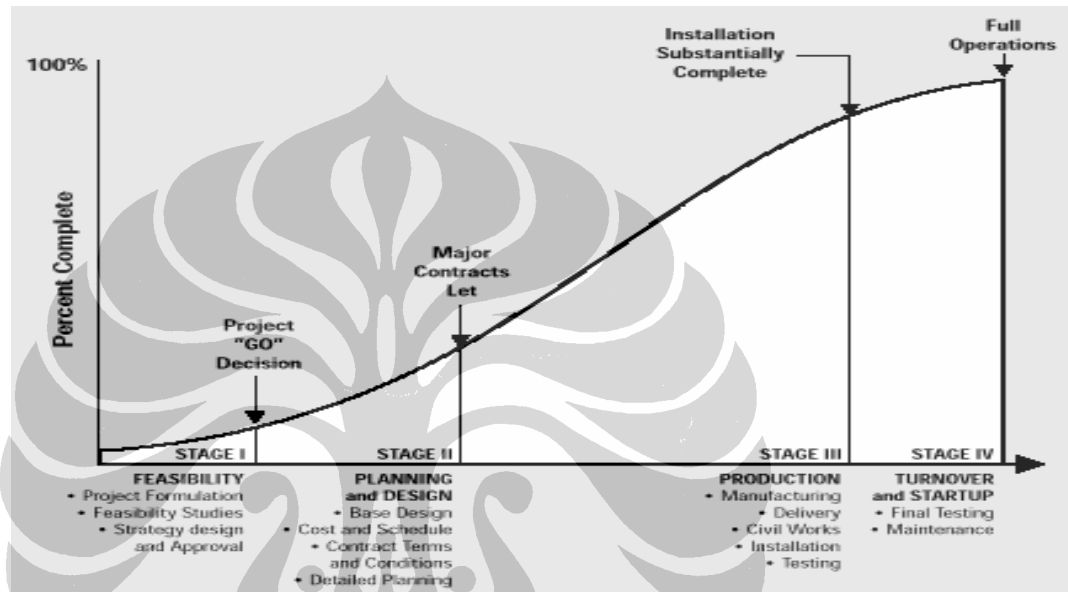 Full
Operations
Installation
Substantially
Complete
100%
Percent Complete
Major
Contracts
Let
Project
"GO"
Decision
STAGE I
STAGE II
STAGE III
STAGE IV
FEASIBILITY
• Project Formulation
• Feasibility Studies
• Strategy design
and Approval
PLANNING
and DESIGN
• Base Design
• Cost and Schedule
• Contract Terms
and Conditions
• Detailed Planning
PRODUCTION
• Manufacturing
• Delivery
• Civil Works
• Installation
• Testing
TURNOVER
and STARTUP
• Final Testing
• Maintenance